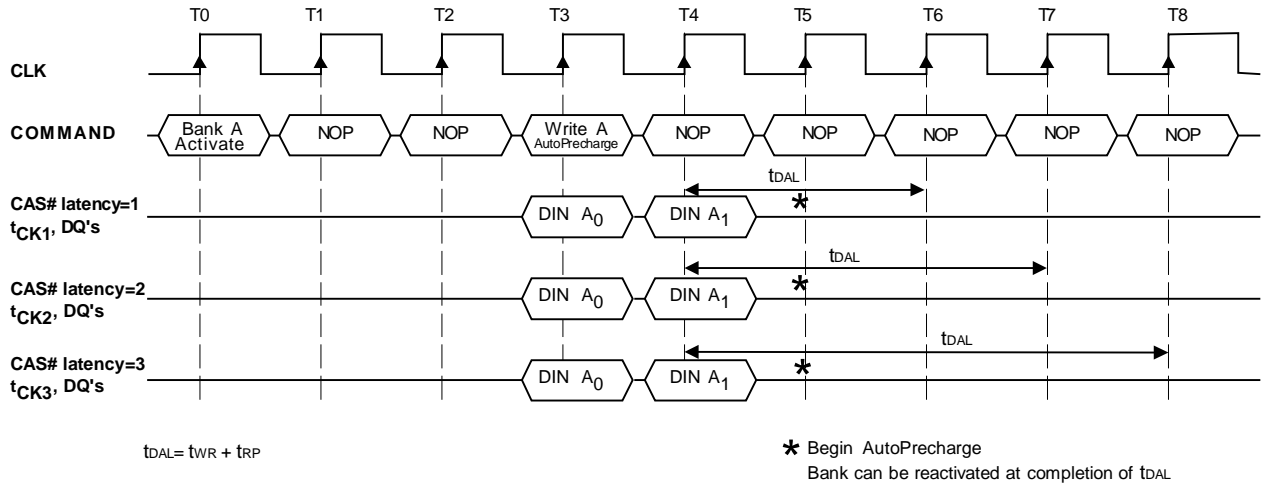 T0 T1 T2 T3 T4 T5 T6 T7 T8
CLK
COMMAND
Bank A Activate NOP NOP Write A AutoPrecharge NOP NOP NOP NOP NOP
tDAL
CAS# latency=1
tCK1, DQ's
DIN A0 DIN A1 *
tDAL
CAS# latency=2
tCK2, DQ's
DIN A0 DIN A1 *
tDAL
CAS# latency=3
tCK3, DQ's
DIN A0 DIN A1 *
tDAL= tWR + tRP
* Begin AutoPrecharge
Bank can be reactivated at completion of tDAL